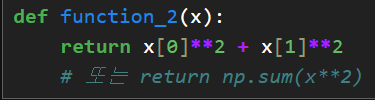 def function_2(x):
    return x[0]**2 + x[1]**2
    # 또는 return np.sum(x**2)